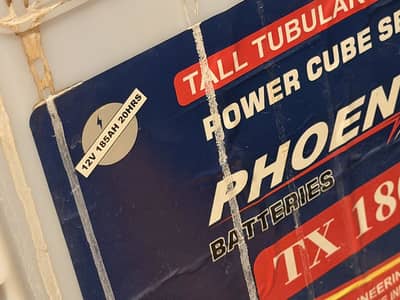 TALL TUBULAR
POWER CUBE SE
12V 185AH 20HRS
PHOEN
BATTERIES
TX 18